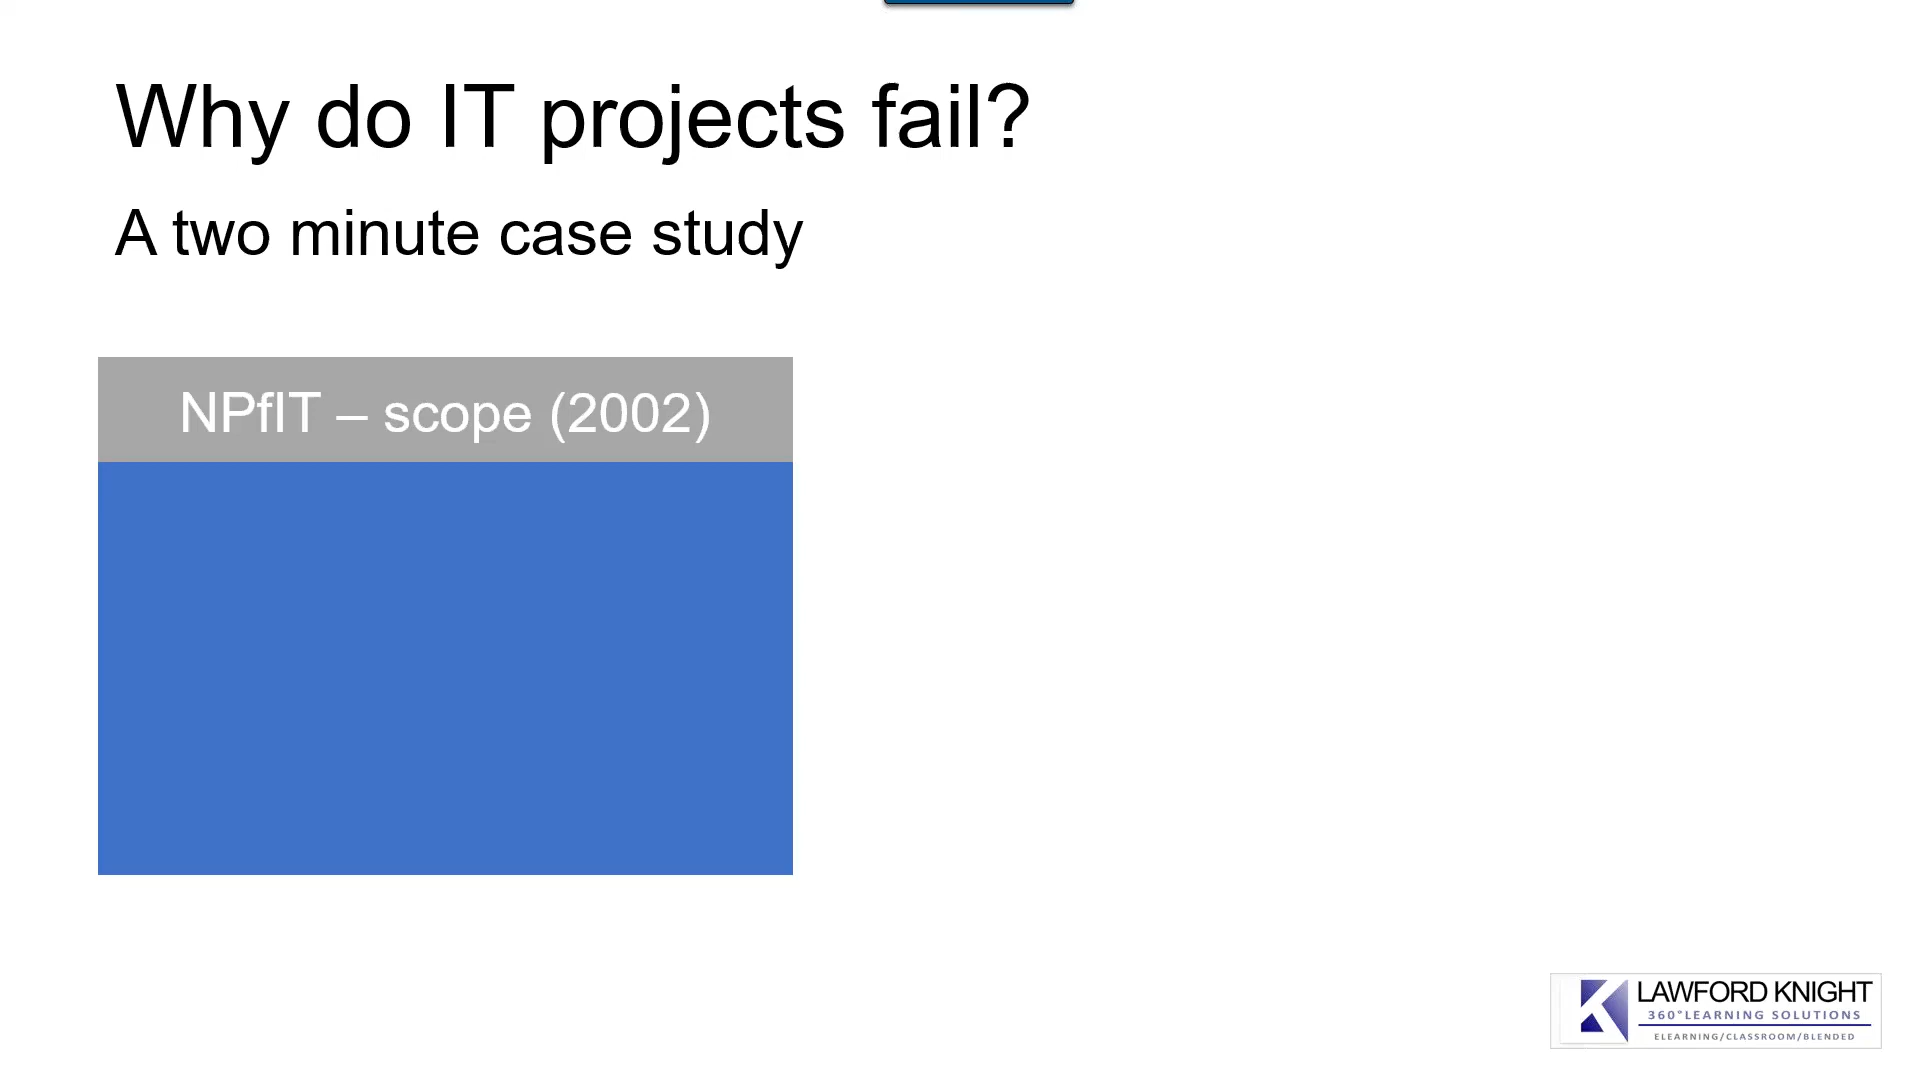 Why do IT projects fail?
A two minute case study
NPfIT – scope (2002)
LAWFORD KNIGHT
360°LEARNING SOLUTIONS
ELEARNING/CLASSROOM/BLENDED